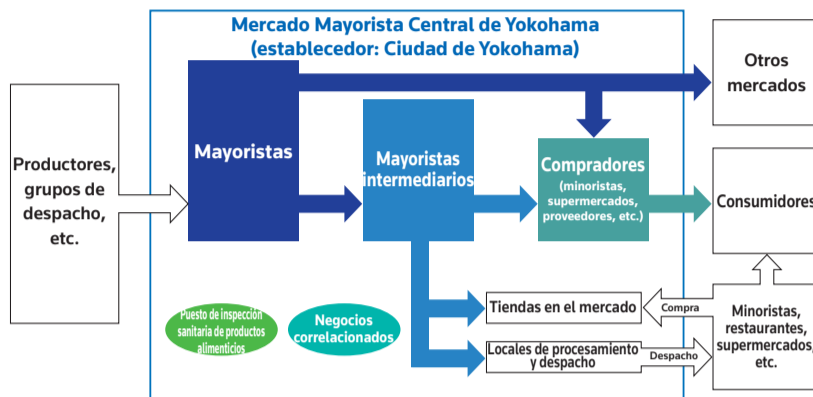 Mercado Mayorista Central de Yokohama
(establecedor: Ciudad de Yokohama)
Productores,
grupos de
despacho,
etc.
Mayoristas
Mayoristas
intermediarios
Compradores
(minoristas,
supermercados,
proveedores, etc.)
Otros
mercados
Consumidores
Puesto de inspección
sanitaria de productos
alimenticios
Negocios
correlacionados
Tiendas en el mercado
Compra
Locales de procesamiento
y despacho
Despacho
Minoristas,
restaurantes,
supermercados,
etc.